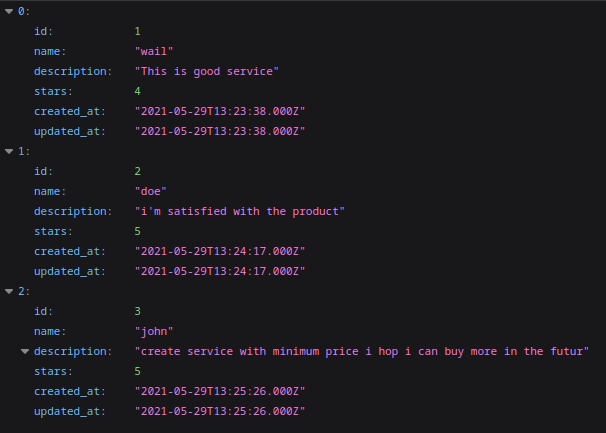 0:
id: 1
name: "wail"
description: "This is good service"
stars: 4
created_at: "2021-05-29T13:23:38.000Z"
updated_at: "2021-05-29T13:23:38.000Z"
1:
id: 2
name: "doe"
description: "i'm satisfied with the product"
stars: 5
created_at: "2021-05-29T13:24:17.000Z"
updated_at: "2021-05-29T13:24:17.000Z"
2:
id: 3
name: "john"
description: "create service with minimum price i hop i can buy more in the futur"
stars: 5
created_at: "2021-05-29T13:25:26.000Z"
updated_at: "2021-05-29T13:25:26.000Z"